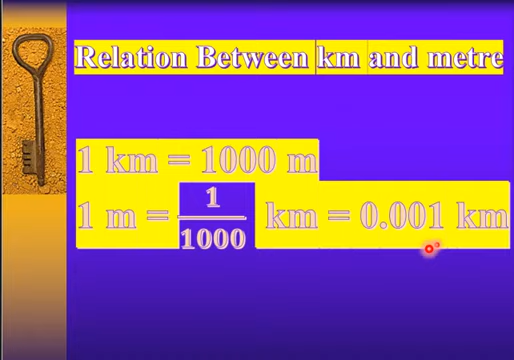 Relation Between km and metre
1 km = 1000 m
1 m = 1/1000 km = 0.001 km